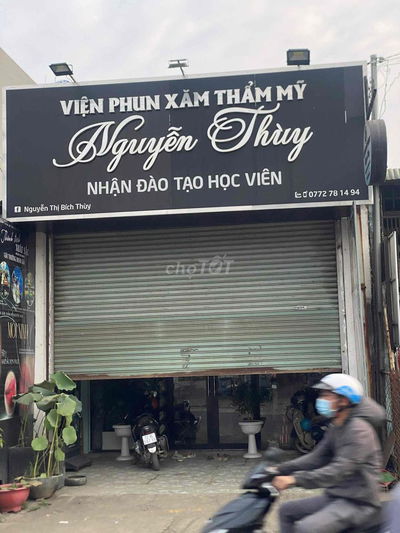 VIỆN PHUN XĂM THẨM MỸ
Nguyễn Thùy
NHẬN ĐÀO TẠO HỌC VIÊN
f Nguyễn Thị Bích Thùy
0772 78 14 94
chợTỐT